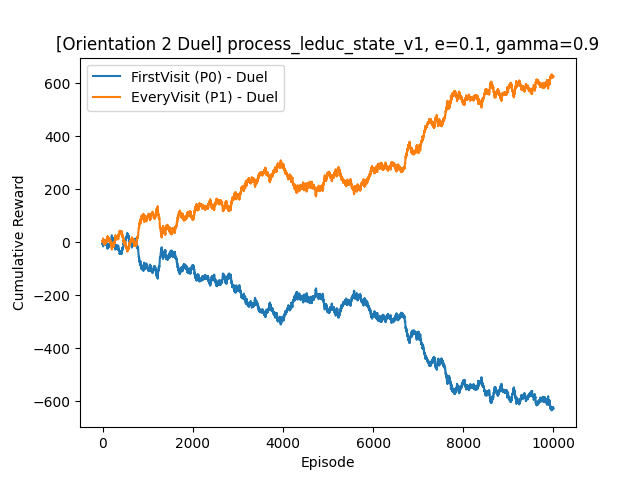 [Orientation 2 Duel] process_leduc_state_v1, e=0.1, gamma=0.9
FirstVisit (P0) - Duel
EveryVisit (P1) - Duel
Cumulative Reward
600
400
200
0
−200
−400
−600
0 2000 4000 6000 8000 10000
Episode